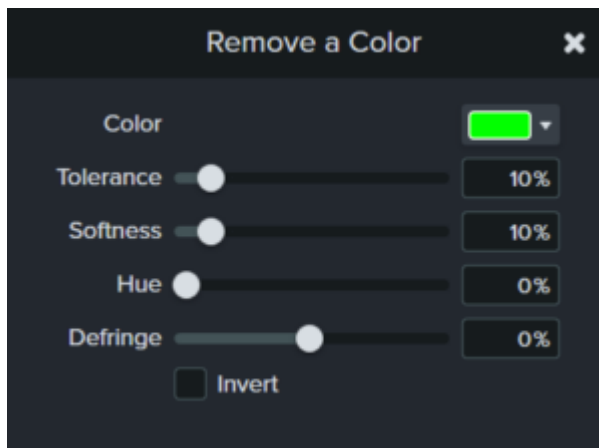 Remove a Color
Color
Tolerance 10%
Softness 10%
Hue 0%
Defringe 0%
Invert